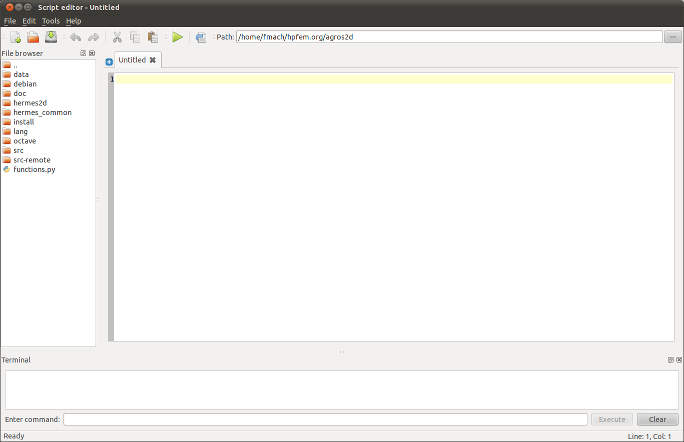 Script editor - Untitled
File Edit Tools Help
Path: /home/fmach/hpfem.org/agros2d
File browser
Untitled
..
data
debian
doc
hermes2d
hermes_common
install
lang
octave
src
src-remote
functions.py
1
Terminal
Enter command: Execute Clear
Ready Line: 1, Col: 1